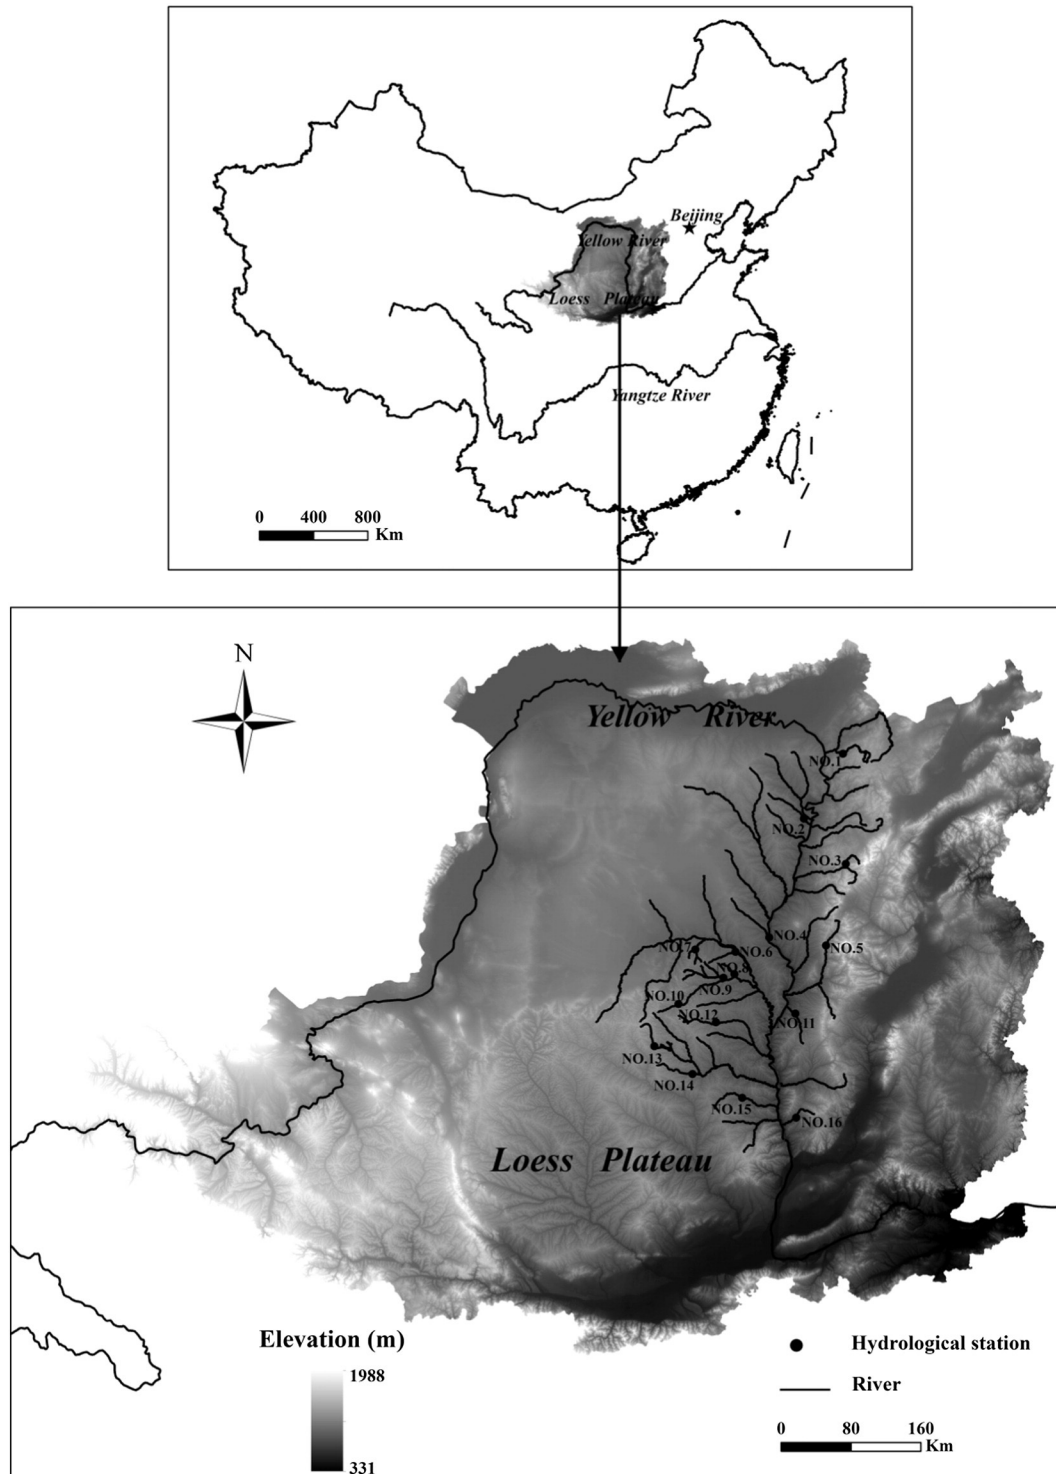 Beijing
Yellow River
Loess Plateau
Yangtze River
0 400 800
Km
N
Yellow River
NO.1
NO.2
NO.3
NO.4
NO.5
NO.7
NO.6
NO.8
NO.9
NO.10
NO.12
NO.11
NO.13
NO.14
NO.15
NO.16
Loess Plateau
Elevation (m)
1988
331
Hydrological station
River
0 80 160
Km